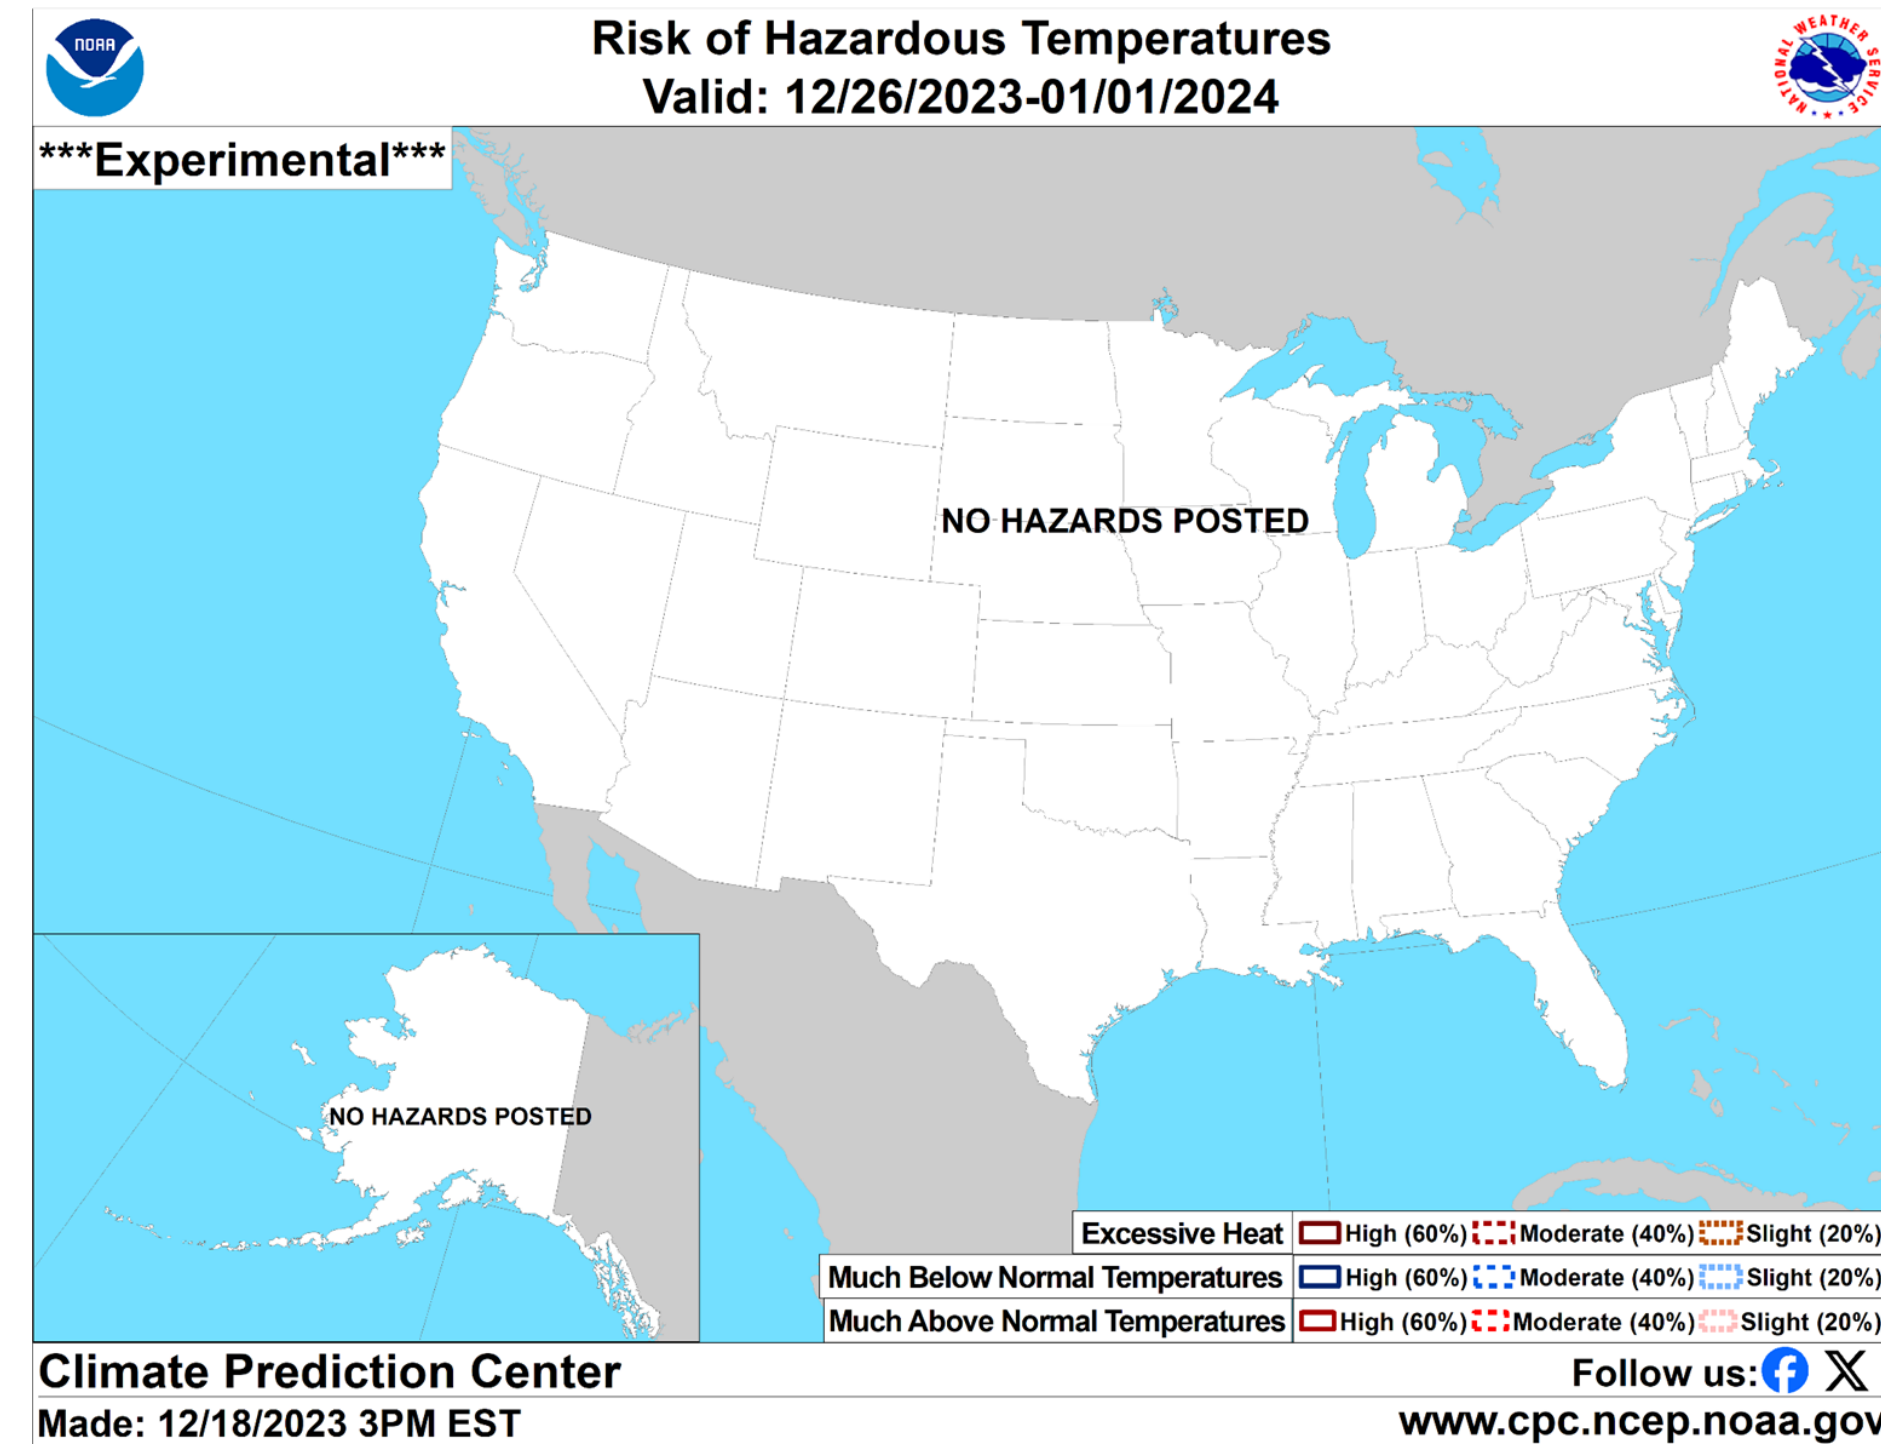 NOAA
Risk of Hazardous Temperatures
Valid: 12/26/2023-01/01/2024
NATIONAL WEATHER SERVICE
***Experimental***
NO HAZARDS POSTED
NO HAZARDS POSTED
Excessive Heat High (60%) Moderate (40%) Slight (20%)
Much Below Normal Temperatures High (60%) Moderate (40%) Slight (20%)
Much Above Normal Temperatures High (60%) Moderate (40%) Slight (20%)
Climate Prediction Center
Follow us:
Made: 12/18/2023 3PM EST
www.cpc.ncep.noaa.gov